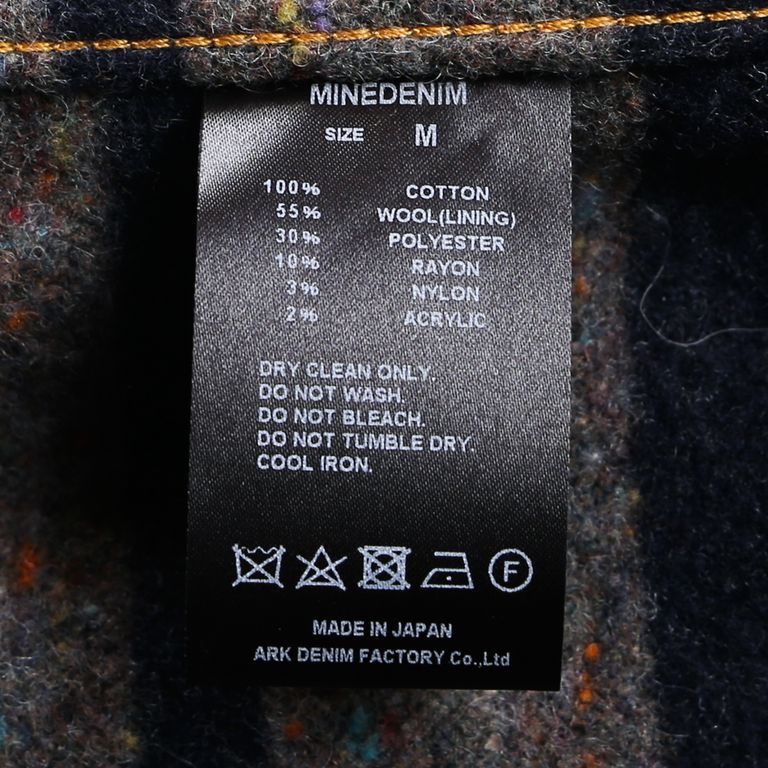 MINEDENIM
SIZE M
100% COTTON
55% WOOL(LINING)
30% POLYESTER
10% RAYON
3% NYLON
2% ACRYLIC
DRY CLEAN ONLY.
DO NOT WASH.
DO NOT BLEACH.
DO NOT TUMBLE DRY.
COOL IRON.
F
MADE IN JAPAN
ARK DENIM FACTORY Co.,Ltd